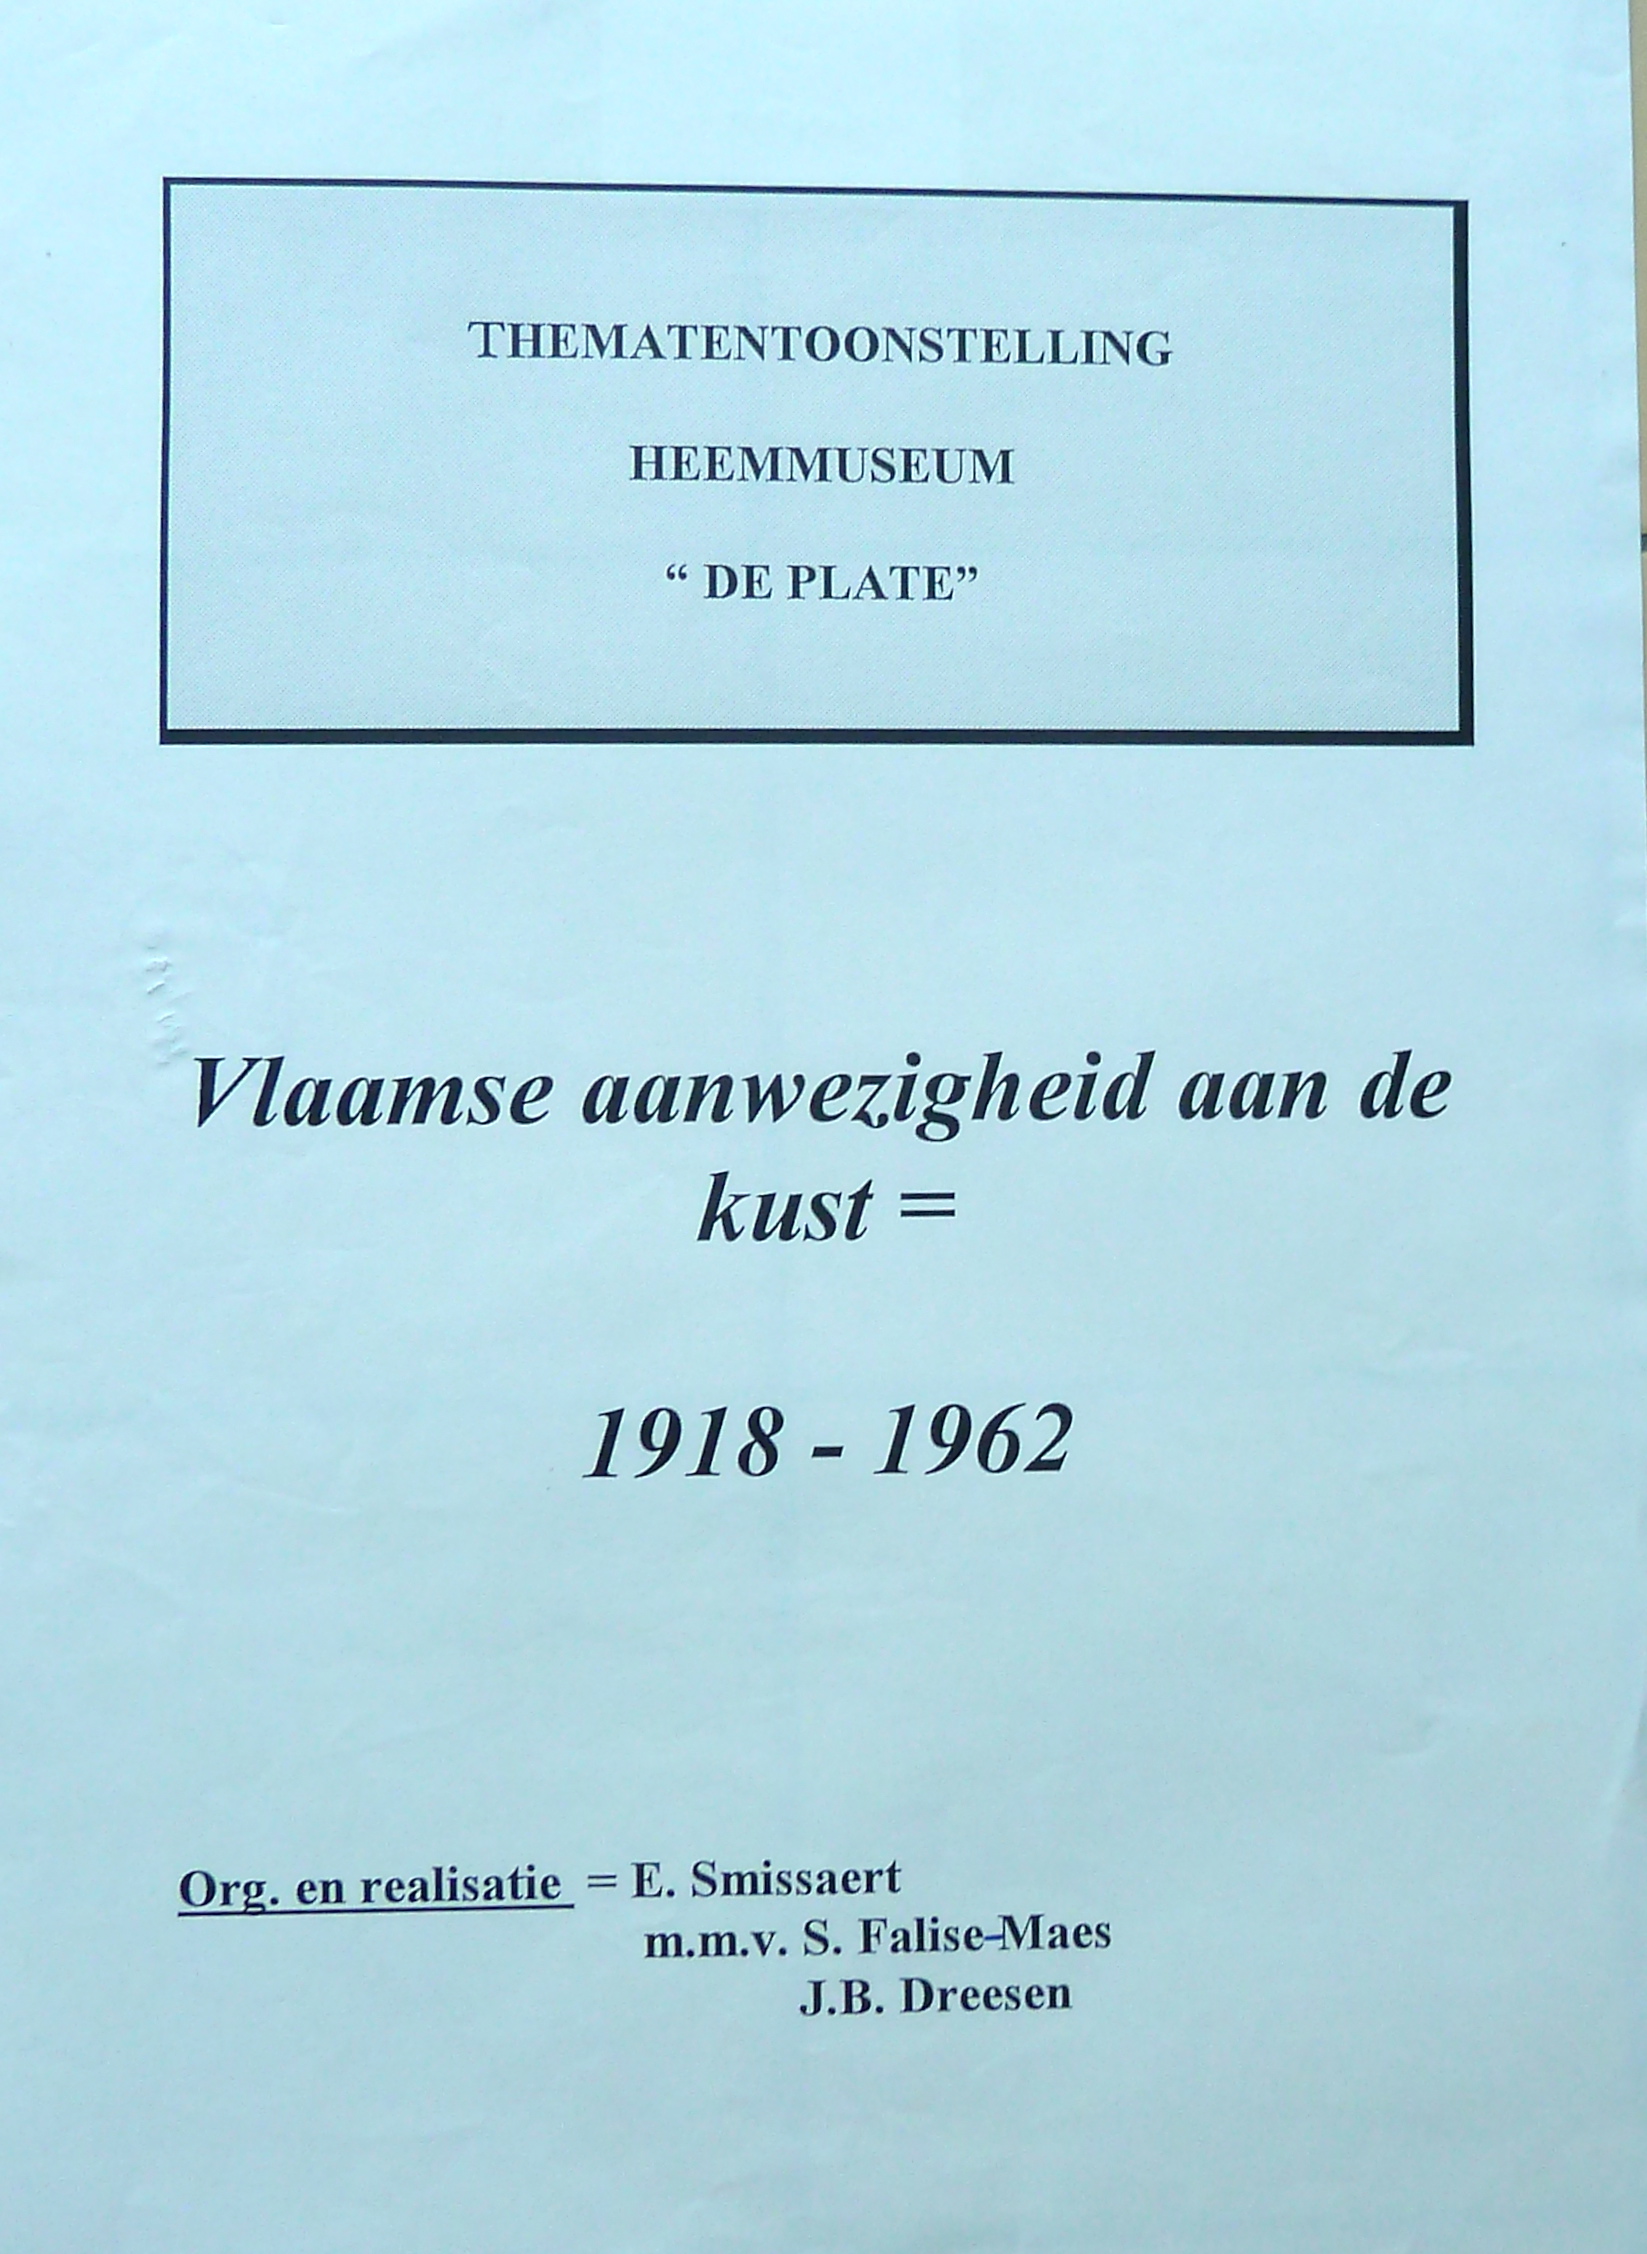 THEMATENTOONSTELLING
HEEMMUSEUM
“ DE PLATE”
Vlaamse aanwezigheid aan de
kust =
1918 - 1962
Org. en realisatie = E. Smissaert
m.m.v. S. Falise-Maes
J.B. Dreesen